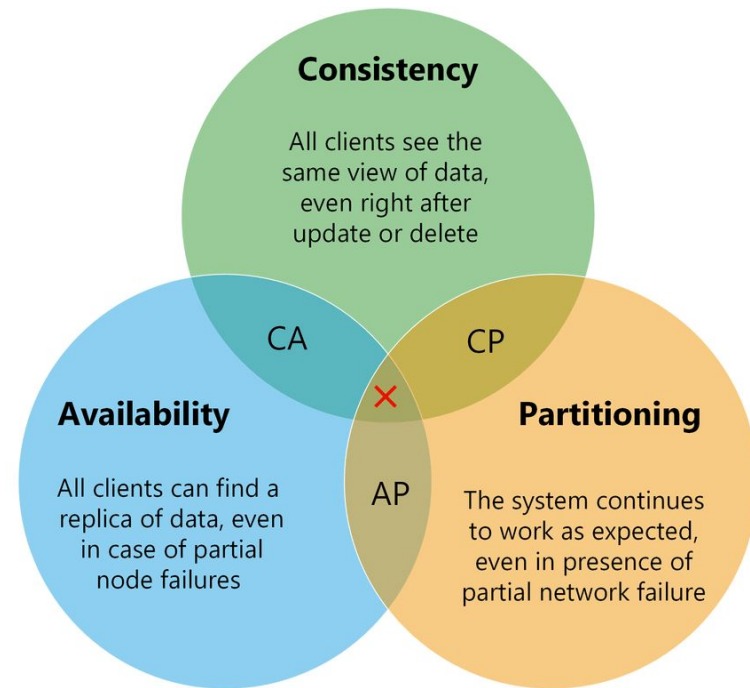 Consistency
All clients see the
same view of data,
even right after
update or delete
CA
CP
Availability
All clients can find a
replica of data, even
in case of partial
node failures
AP
Partitioning
The system continues
to work as expected,
even in presence of
partial network failure